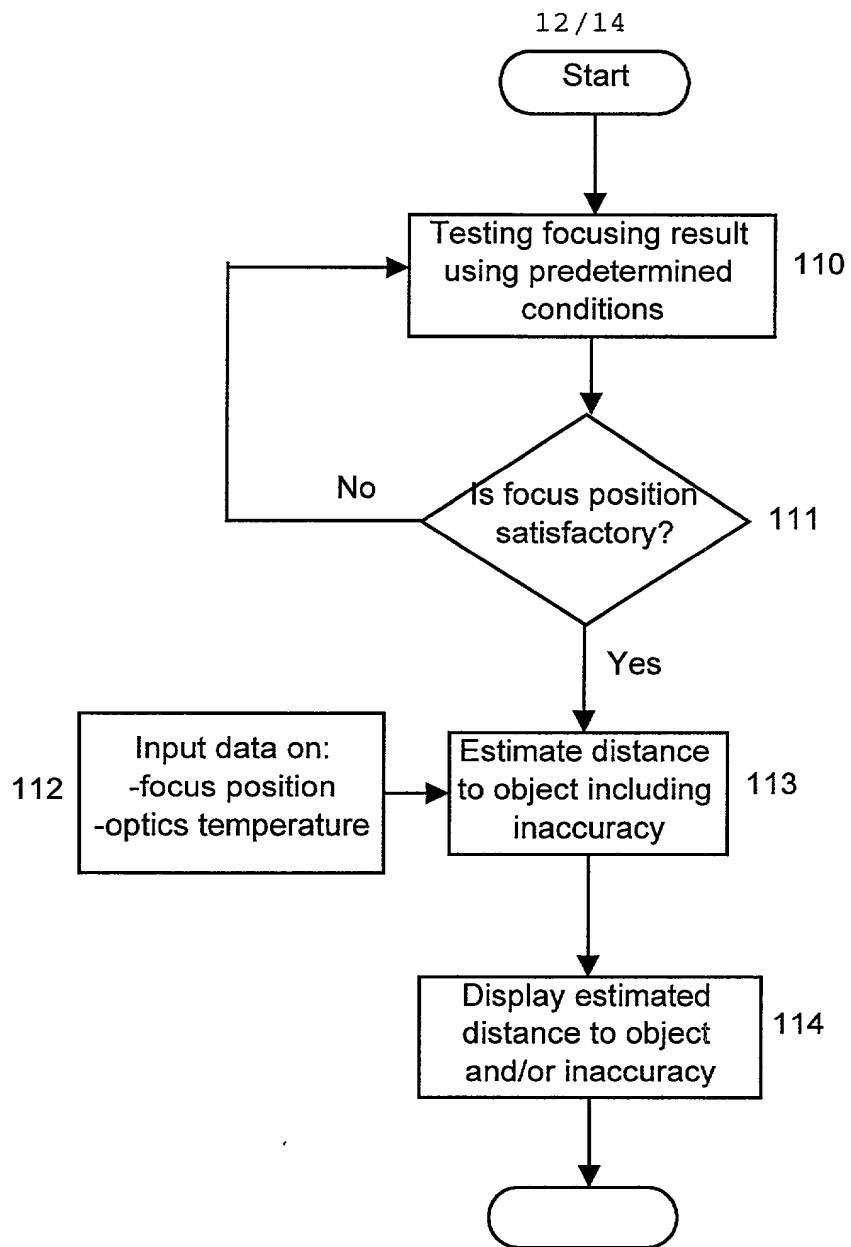 12/14
Start
Testing focusing result
using predetermined
conditions
110
No
Is focus position
satisfactory?
111
Yes
Input data on:
-focus position
-optics temperature
112
Estimate distance
to object including
inaccuracy
113
Display estimated
distance to object
and/or inaccuracy
114